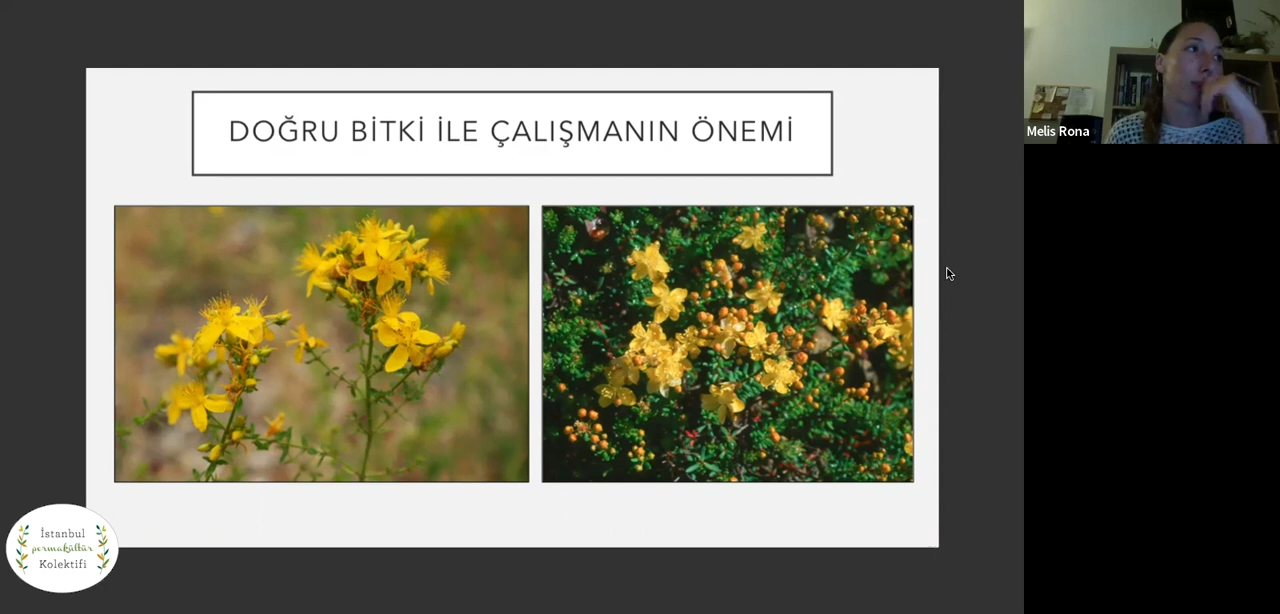 DOĞRU BİTKİ İLE ÇALIŞMANIN ÖNEMİ
Melis Rona
İstanbul
permakültür
Kolektifi